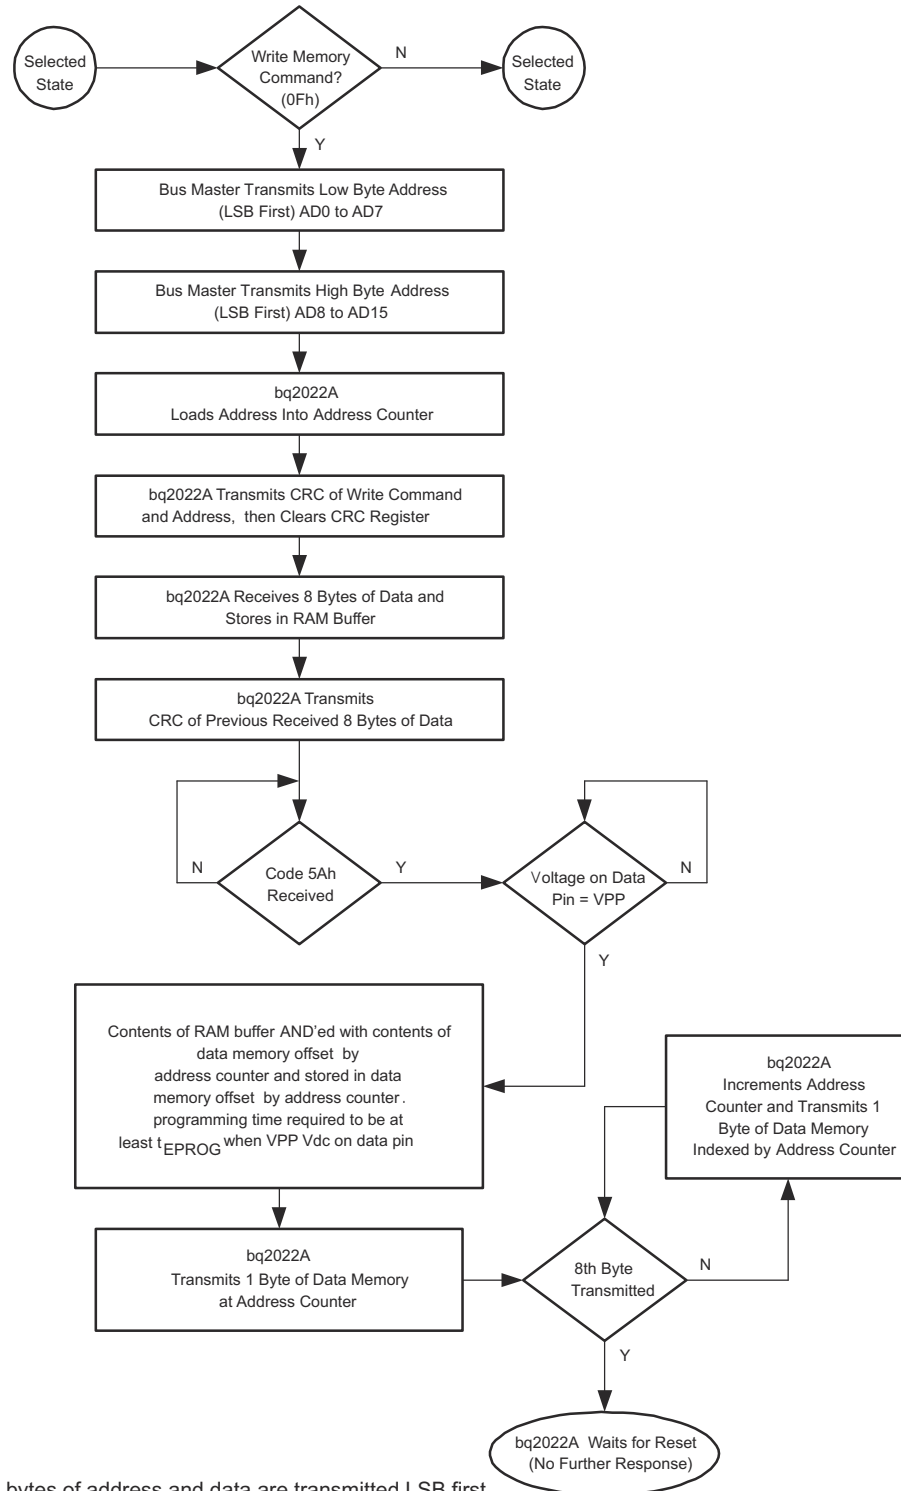 Selected
State
Write Memory
Command?
(0Fh)
N
Selected
State
Y
Bus Master Transmits Low Byte Address
(LSB First) AD0 to AD7
Bus Master Transmits High Byte Address
(LSB First) AD8 to AD15
bq2022A
Loads Address Into Address Counter
bq2022A Transmits CRC of Write Command
and Address, then Clears CRC Register
bq2022A Receives 8 Bytes of Data and
Stores in RAM Buffer
bq2022A Transmits
CRC of Previous Received 8 Bytes of Data
N
Code 5Ah
Received
Y
Voltage on Data
Pin = VPP
N
Y
Contents of RAM buffer AND'ed with contents of
data memory offset by
address counter and stored in data
memory offset by address counter.
programming time required to be at
least tEPROG when VPP Vdc on data pin
bq2022A
Increments Address
Counter and Transmits 1
Byte of Data Memory
Indexed by Address Counter
bq2022A
Transmits 1 Byte of Data Memory
at Address Counter
8th Byte
Transmitted
N
Y
bq2022A Waits for Reset
(No Further Response)
bytes of address and data are transmitted LSB first